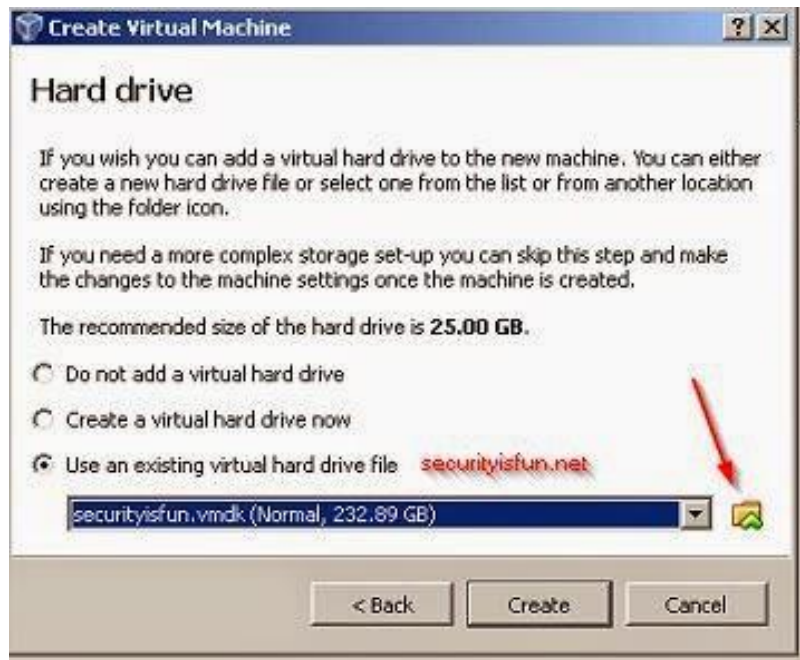 Create Virtual Machine
Hard drive
If you wish you can add a virtual hard drive to the new machine. You can either
create a new hard drive file or select one from the list or from another location
using the folder icon.
If you need a more complex storage set-up you can skip this step and make
the changes to the machine settings once the machine is created.
The recommended size of the hard drive is 25.00 GB.
Do not add a virtual hard drive
Create a virtual hard drive now
Use an existing virtual hard drive file securityisfun.net
securityisfun.vmdk (Normal, 232.89 GB)
< Back Create Cancel